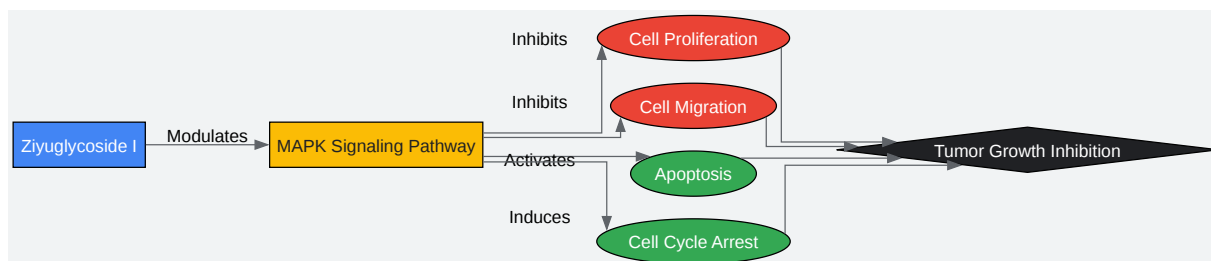 Inhibits
Cell Proliferation
Inhibits
Cell Migration
Ziyuglycoside I
Modulates
MAPK Signaling Pathway
Activates
Apoptosis
Tumor Growth Inhibition
Induces
Cell Cycle Arrest